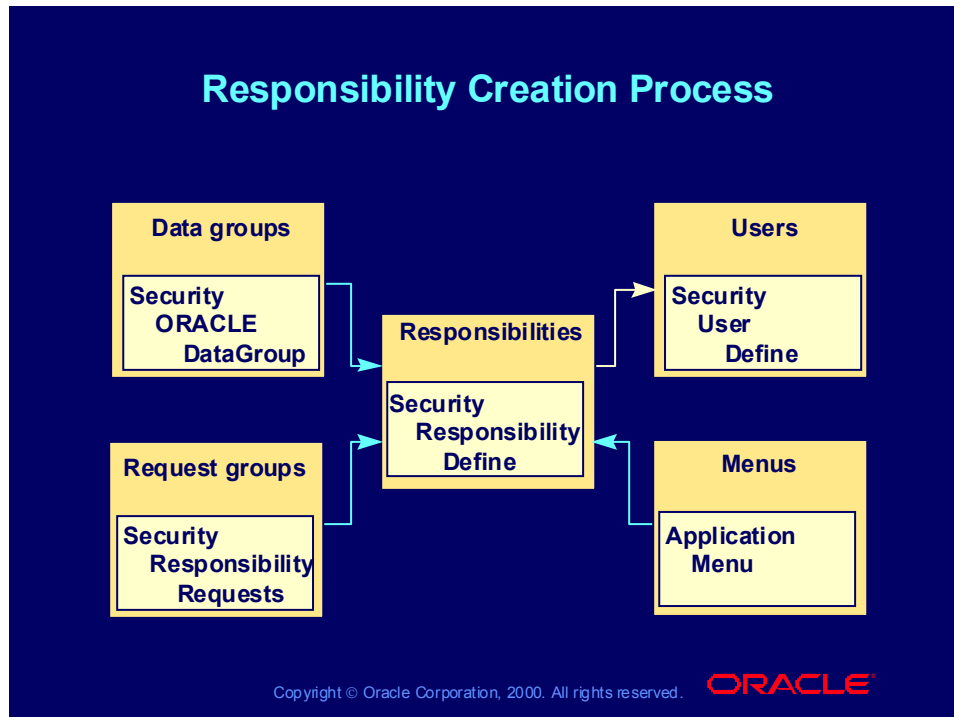 Responsibility Creation Process
Data groups
Security
ORACLE
DataGroup
Request groups
Security
Responsibility
Requests
Responsibilities
Security
Responsibility
Define
Users
Security
User
Define
Menus
Application
Menu
Copyright © Oracle Corporation, 2000. All rights reserved.
ORACLE®